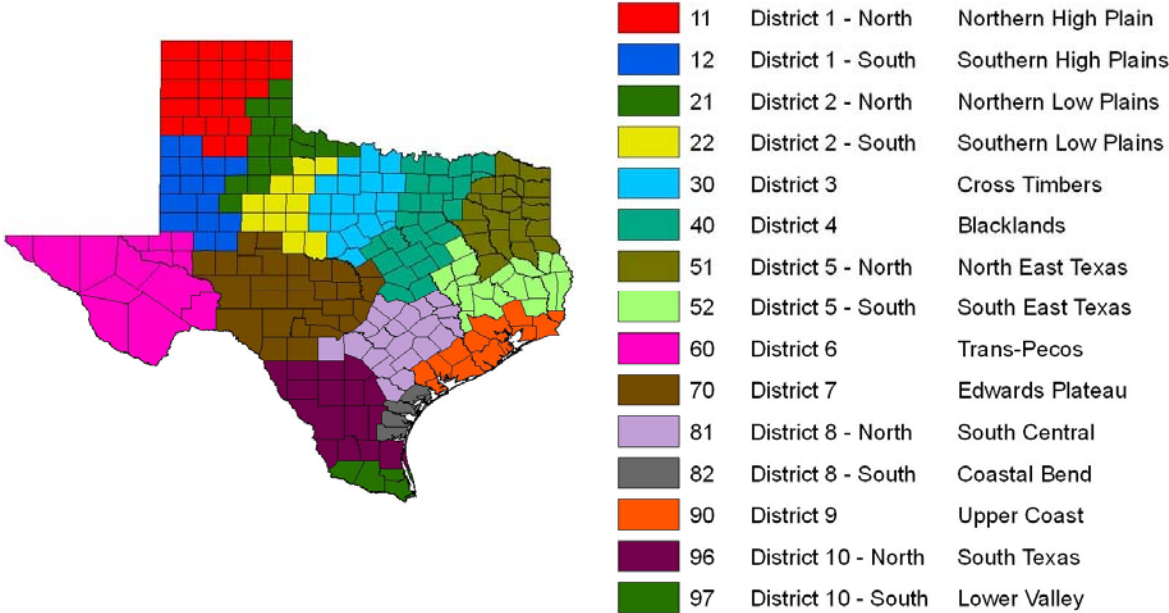 11 District 1 - North Northern High Plain
12 District 1 - South Southern High Plains
21 District 2 - North Northern Low Plains
22 District 2 - South Southern Low Plains
30 District 3 Cross Timbers
40 District 4 Blacklands
51 District 5 - North North East Texas
52 District 5 - South South East Texas
60 District 6 Trans-Pecos
70 District 7 Edwards Plateau
81 District 8 - North South Central
82 District 8 - South Coastal Bend
90 District 9 Upper Coast
96 District 10 - North South Texas
97 District 10 - South Lower Valley